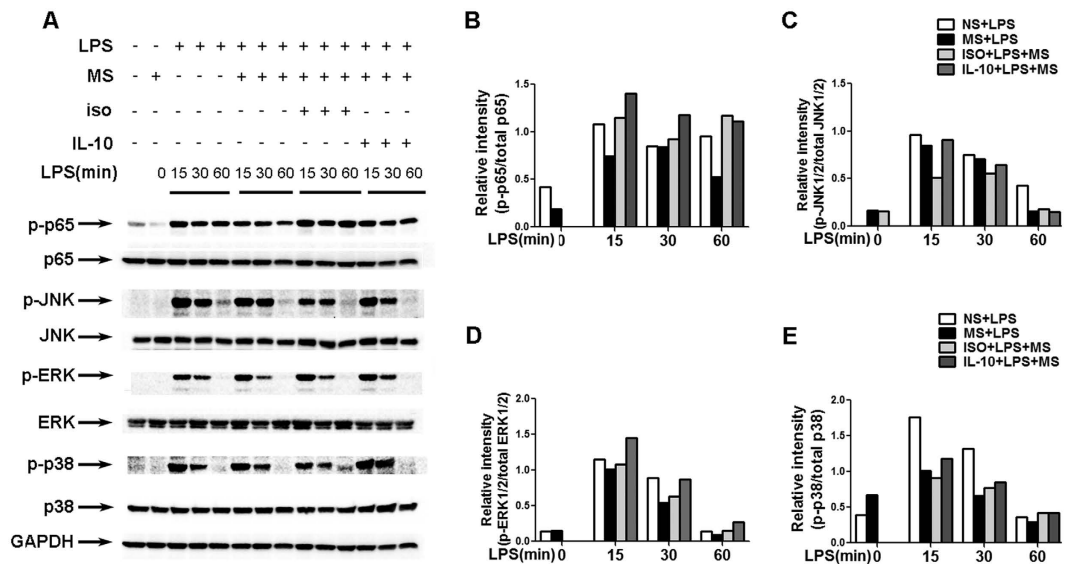 A
LPS - - + + + + + + + + + + + +
MS - + - - - + + + + + + + + +
iso - - - - - - - - + + + - - -
IL-10 - - - - - - - - - - - + + +
LPS(min) 0 15 30 60 15 30 60 15 30 60 15 30 60
p-p65
p65
p-JNK
JNK
p-ERK
ERK
p-p38
p38
GAPDH
B
Relative intensity
(p-p65/total p65)
1.5
1.0
0.5
0.0
LPS(min) 0 15 30 60
C
NS+LPS
MS+LPS
ISO+LPS+MS
IL-10+LPS+MS
Relative intensity
(p-JNK1/2/total JNK1/2)
1.5
1.0
0.5
0.0
LPS(min) 0 15 30 60
D
Relative intensity
(p-ERK1/2/total ERK1/2)
2.0
1.5
1.0
0.5
0.0
LPS(min) 0 15 30 60
E
NS+LPS
MS+LPS
ISO+LPS+MS
IL-10+LPS+MS
Relative intensity
(p-p38/total p38)
2.0
1.5
1.0
0.5
0.0
LPS(min) 0 15 30 60